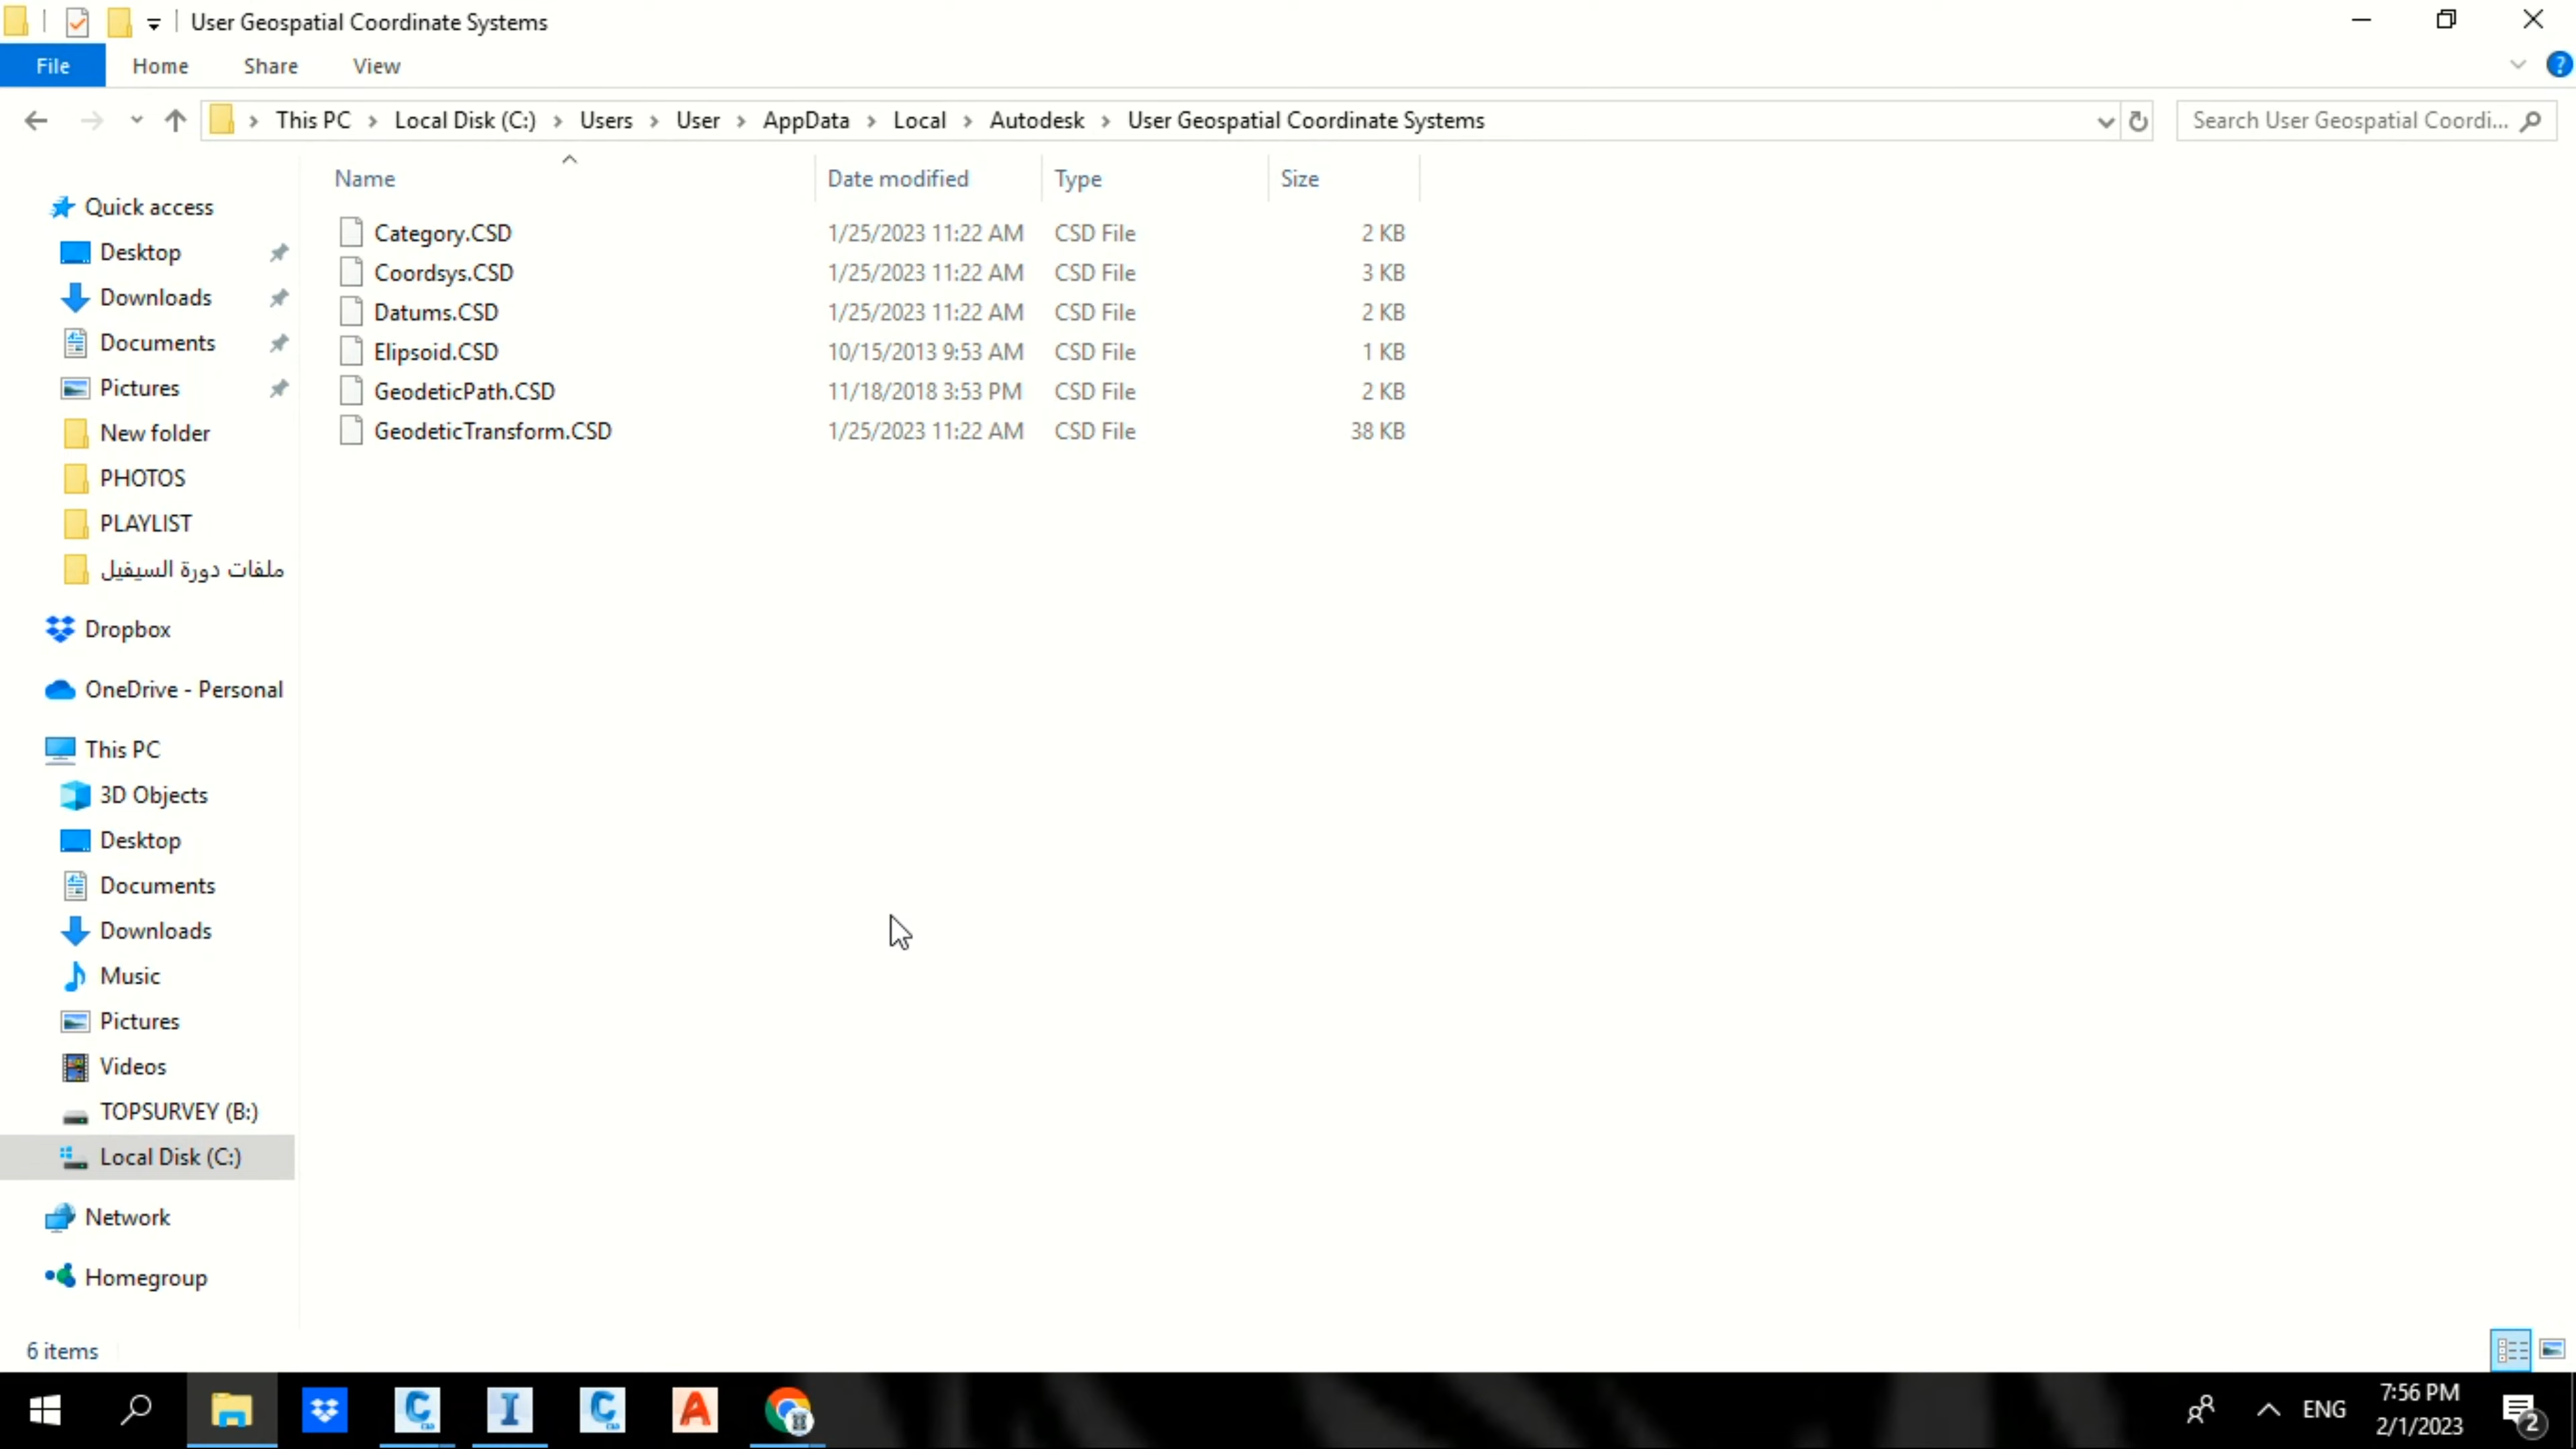 User Geospatial Coordinate Systems
File Home Share View
This PC Local Disk (C:) Users User AppData Local Autodesk User Geospatial Coordinate Systems
Search User Geospatial Coordi...
Name Date modified Type Size
Category.CSD 1/25/2023 11:22 AM CSD File 2 KB
Coordsys.CSD 1/25/2023 11:22 AM CSD File 3 KB
Datums.CSD 1/25/2023 11:22 AM CSD File 2 KB
Elipsoid.CSD 10/15/2013 9:53 AM CSD File 1 KB
GeodeticPath.CSD 11/18/2018 3:53 PM CSD File 2 KB
GeodeticTransform.CSD 1/25/2023 11:22 AM CSD File 38 KB
Quick access
Desktop
Downloads
Documents
Pictures
New folder
PHOTOS
PLAYLIST
ملفات دورة السيفيل
Dropbox
OneDrive - Personal
This PC
3D Objects
Desktop
Documents
Downloads
Music
Pictures
Videos
TOPSURVEY (B:)
Local Disk (C:)
Network
Homegroup
6 items
ENG
7:56 PM
2/1/2023
2